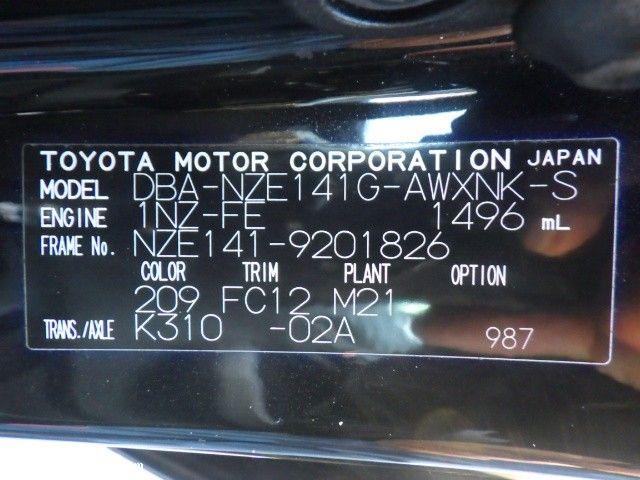 TOYOTA MOTOR CORPORATION JAPAN
MODEL DBA-NZE141G-AWXNK-S
ENGINE 1NZ-FE 1496 mL
FRAME No. NZE141-9201826
COLOR TRIM PLANT OPTION
209 FC12 M21
TRANS./AXLE K310 -02A 987